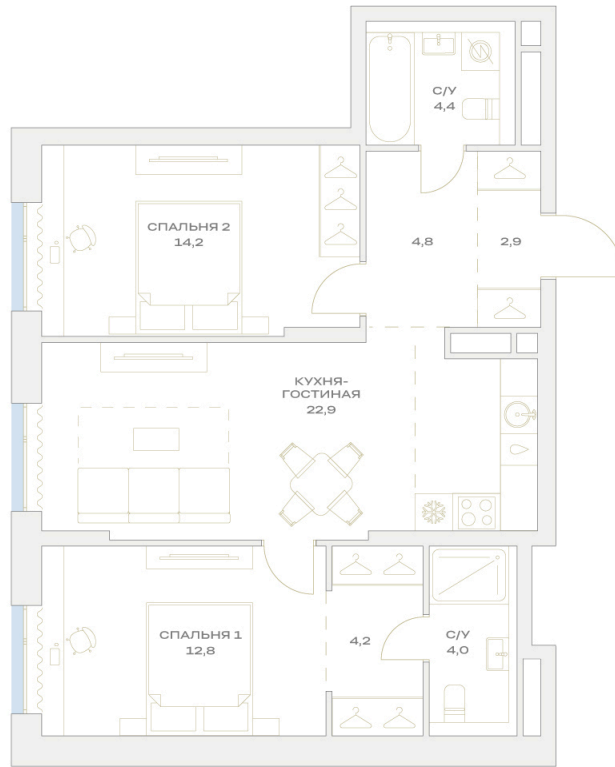 С/У
4,4
СПАЛЬНЯ 2
14,2
4,8
2,9
КУХНЯ-
ГОСТИНАЯ
22,9
СПАЛЬНЯ 1
12,8
4,2
С/У
4,0